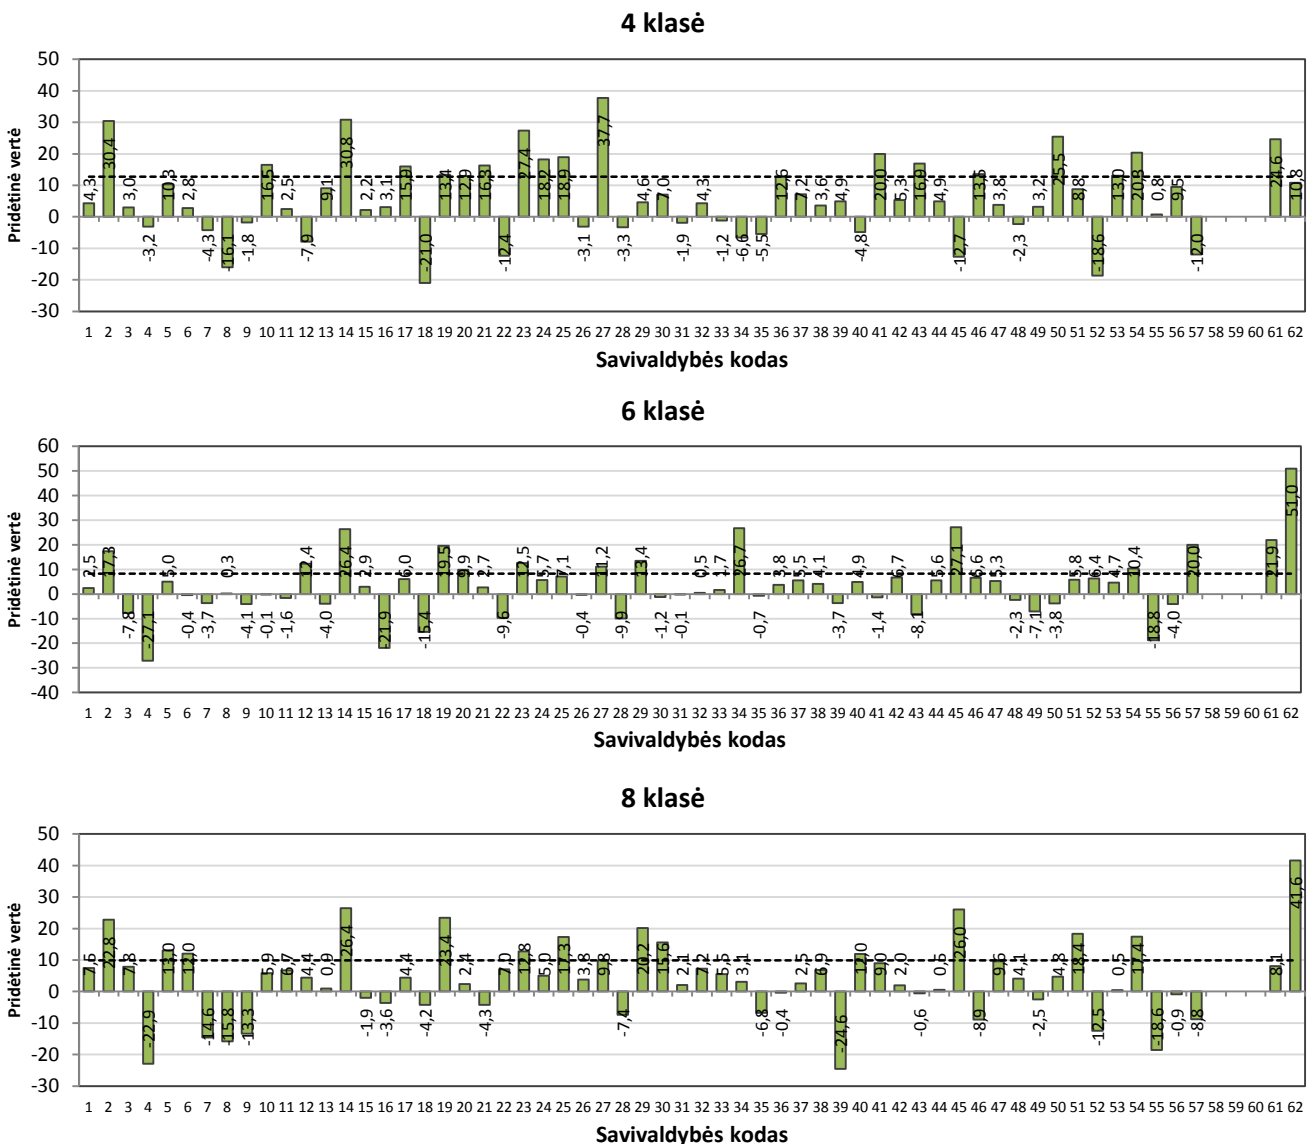 4 klasė
Pridėtinė vertė
50
40
30
20
10
0
-10
-20
-30
4,3 30,4 3,0 -3,2 10,3 2,8 -4,3 -16,1 -1,8 16,5 2,5 -7,9 9,1 30,8 2,2 3,1 15,9 -21,0 13,4 12,9 16,3 -12,4 27,4 18,2 18,9 -3,1 37,7 -3,3 4,6 7,0 -1,9 4,3 -1,2 -6,6 -5,5 12,6 7,2 3,6 4,9 -4,8 20,0 5,3 16,9 4,9 -12,7 13,5 3,8 -2,3 3,2 25,5 8,8 -18,6 13,0 20,3 0,8 9,5 -12,0 24,6 10,8
1 2 3 4 5 6 7 8 9 10 11 12 13 14 15 16 17 18 19 20 21 22 23 24 25 26 27 28 29 30 31 32 33 34 35 36 37 38 39 40 41 42 43 44 45 46 47 48 49 50 51 52 53 54 55 56 57 58 59 60 61 62
Savivaldybės kodas
6 klasė
Pridėtinė vertė
60
50
40
30
20
10
0
-10
-20
-30
-40
2,5 17,3 -7,8 -27,1 5,0 -0,4 -3,7 0,3 -4,1 -0,1 -1,6 12,4 -4,0 26,4 2,9 -21,9 6,0 -15,4 19,5 9,9 2,7 -9,6 12,5 5,7 7,1 -0,4 11,2 -9,9 13,4 -1,2 -0,1 0,5 1,7 26,7 -0,7 3,8 5,5 4,1 -3,7 4,9 -1,4 6,7 -8,1 5,6 27,1 6,6 5,3 -2,3 -7,1 -3,8 5,8 6,4 4,7 10,4 -18,8 -4,0 20,0 21,9 51,0
1 2 3 4 5 6 7 8 9 10 11 12 13 14 15 16 17 18 19 20 21 22 23 24 25 26 27 28 29 30 31 32 33 34 35 36 37 38 39 40 41 42 43 44 45 46 47 48 49 50 51 52 53 54 55 56 57 58 59 60 61 62
Savivaldybės kodas
8 klasė
Pridėtinė vertė
50
40
30
20
10
0
-10
-20
-30
7,5 22,8 7,8 -22,9 13,0 12,0 -14,6 -15,8 -13,3 5,9 6,7 4,4 0,9 26,4 -1,9 -3,6 4,4 -4,2 23,4 2,4 -4,3 7,0 12,8 5,0 17,3 3,8 9,8 -7,4 20,2 15,6 2,1 7,2 5,5 3,1 -6,8 -0,4 2,5 6,9 -24,6 12,0 9,0 2,0 -0,6 0,5 26,0 -8,9 9,6 4,1 -2,5 4,8 18,4 -12,5 0,5 17,4 -18,6 -0,9 -8,8 8,1 41,6
1 2 3 4 5 6 7 8 9 10 11 12 13 14 15 16 17 18 19 20 21 22 23 24 25 26 27 28 29 30 31 32 33 34 35 36 37 38 39 40 41 42 43 44 45 46 47 48 49 50 51 52 53 54 55 56 57 58 59 60 61 62
Savivaldybės kodas